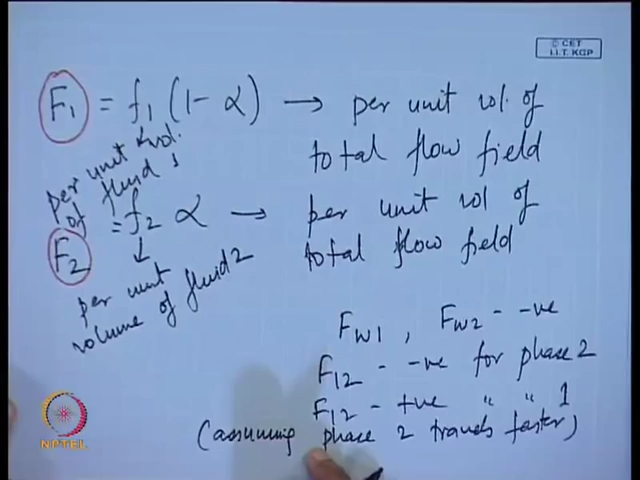 © CET
I.I.T. KGP
F₁ = f₁ (1 - α) → per unit vol. of
total flow field
per unit vol.
of fluid 1
F₂ = f₂ α → per unit vol of
total flow field
per unit
volume of fluid 2
F_W1 , F_W2 - -ve
F₁₂ - -ve for phase 2
F₁₂ - +ve " " 1
(assuming phase 2 travels faster)
NPTEL